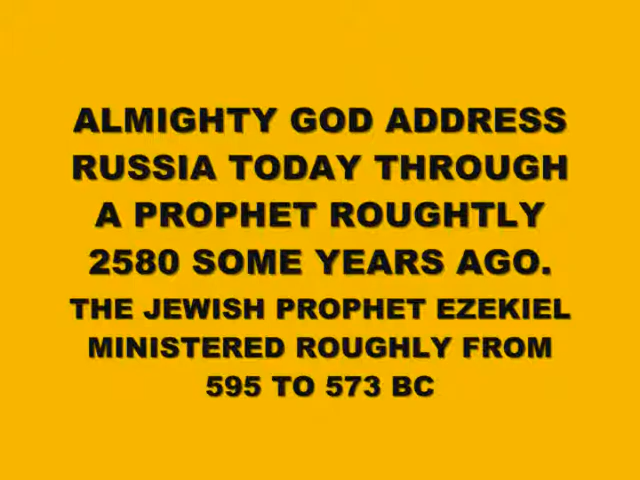 ALMIGHTY GOD ADDRESS
RUSSIA TODAY THROUGH
A PROPHET ROUGHTLY
2580 SOME YEARS AGO.
THE JEWISH PROPHET EZEKIEL
MINISTERED ROUGHLY FROM
595 TO 573 BC